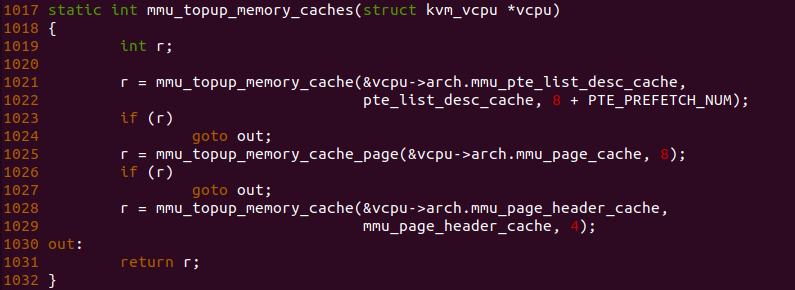 1017 static int mmu_topup_memory_caches(struct kvm_vcpu *vcpu)
1018 {
1019         int r;
1020
1021         r = mmu_topup_memory_cache(&vcpu->arch.mmu_pte_list_desc_cache,
1022                                    pte_list_desc_cache, 8 + PTE_PREFETCH_NUM);
1023         if (r)
1024                 goto out;
1025         r = mmu_topup_memory_cache_page(&vcpu->arch.mmu_page_cache, 8);
1026         if (r)
1027                 goto out;
1028         r = mmu_topup_memory_cache(&vcpu->arch.mmu_page_header_cache,
1029                                    mmu_page_header_cache, 4);
1030 out:
1031         return r;
1032 }